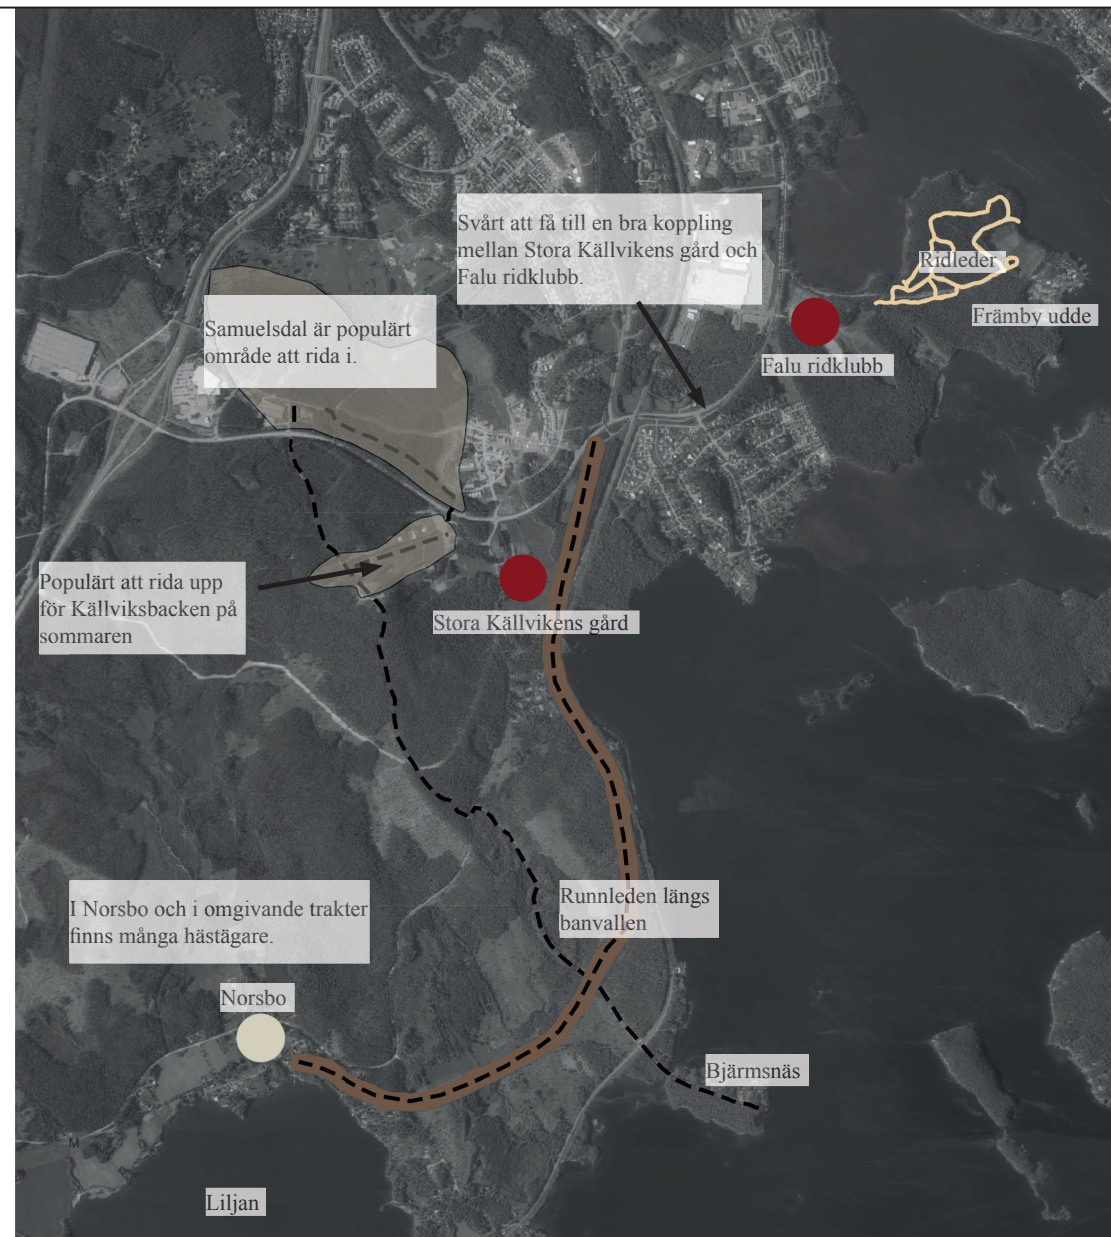 Svårt att få till en bra koppling
mellan Stora Källvikens gård och
Falu ridklubb.
Ridleder
Främby udde
Samuelsdal är populärt
område att rida i.
Falu ridklubb
Populärt att rida upp
för Källviksbacken på
sommaren
Stora Källvikens gård
Runnleden längs
banvallen
I Norsbo och i omgivande trakter
finns många hästägare.
Norsbo
Bjärmsnäs
M
Liljan